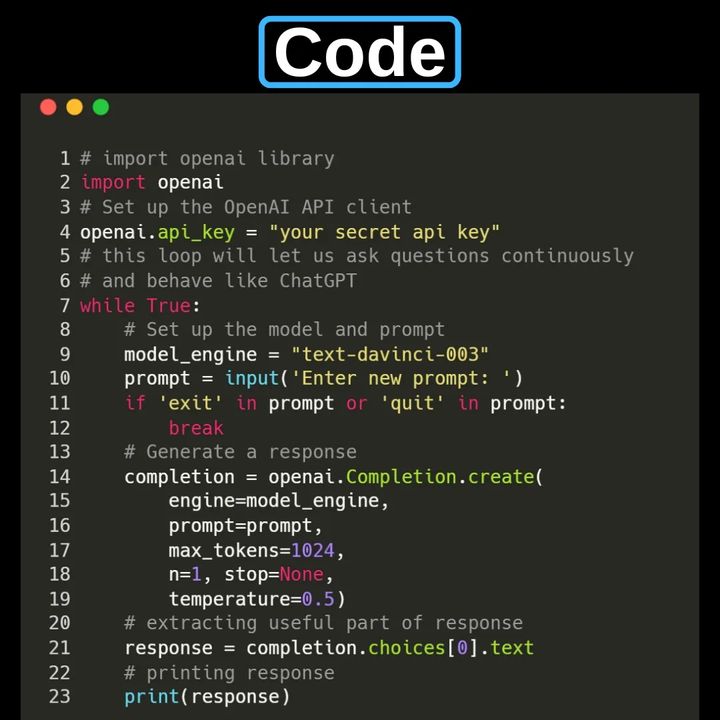 Code
1 # import openai library
2 import openai
3 # Set up the OpenAI API client
4 openai.api_key = "your secret api key"
5 # this loop will let us ask questions continuously
6 # and behave like ChatGPT
7 while True:
8     # Set up the model and prompt
9     model_engine = "text-davinci-003"
10     prompt = input('Enter new prompt: ')
11     if 'exit' in prompt or 'quit' in prompt:
12         break
13     # Generate a response
14     completion = openai.Completion.create(
15         engine=model_engine,
16         prompt=prompt,
17         max_tokens=1024,
18         n=1, stop=None,
19         temperature=0.5)
20     # extracting useful part of response
21     response = completion.choices[0].text
22     # printing response
23     print(response)